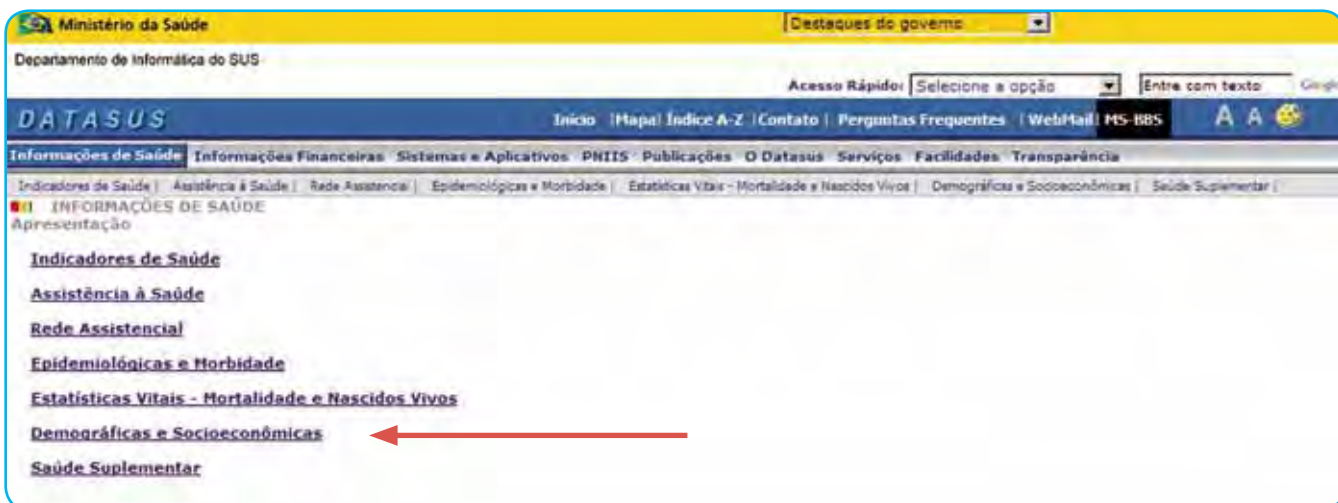 Ministério da Saúde Destaques do governo
Departamento de Informática do SUS
Acesso Rápido: Selecione a opção Entre com texto
DATASUS Início |Mapa| Índice A-Z |Contato | Perguntas Frequentes | WebMail| MS-BBS A A
Informações de Saúde Informações Financeiras Sistemas e Aplicativos PNIIS Publicações O Datasus Serviços Facilidades Transparência
Indicadores de Saúde | Assistência à Saúde | Rede Assistencial | Epidemiológicas e Morbidade | Estatísticas Vitais - Mortalidade e Nascidos Vivos | Demográficas e Socioeconômicas | Saúde Suplementar |
INFORMAÇÕES DE SAÚDE
Apresentação
Indicadores de Saúde
Assistência à Saúde
Rede Assistencial
Epidemiológicas e Morbidade
Estatísticas Vitais - Mortalidade e Nascidos Vivos
Demográficas e Socioeconômicas
Saúde Suplementar